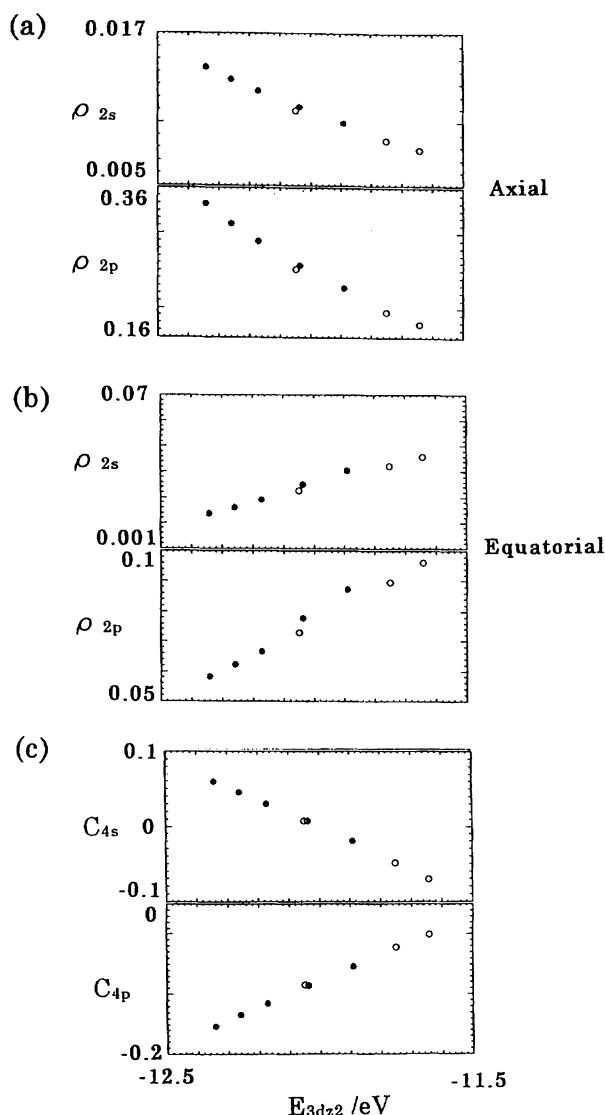 (a)
0.017
ρ 2s
0.005
Axial
0.36
ρ 2p
0.16
(b)
0.07
ρ 2s
0.001
Equatorial
0.1
ρ 2p
0.05
(c)
0.1
C4s
0
-0.1
0
C4p
-0.2
-12.5
-11.5
E3dz2 /eV